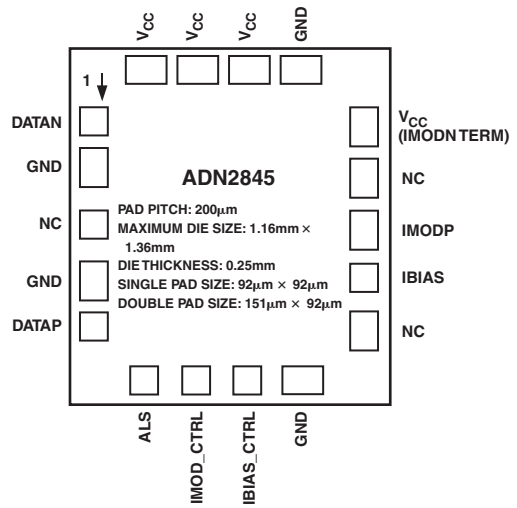 VCC
VCC
VCC
GND
1
DATAN
GND
NC
GND
DATAP
ADN2845
PAD PITCH: 200μm
MAXIMUM DIE SIZE: 1.16mm ×
1.36mm
DIE THICKNESS: 0.25mm
SINGLE PAD SIZE: 92μm × 92μm
DOUBLE PAD SIZE: 151μm × 92μm
VCC
(IMODN TERM)
NC
IMODP
IBIAS
NC
ALS
IMOD_CTRL
IBIAS_CTRL
GND